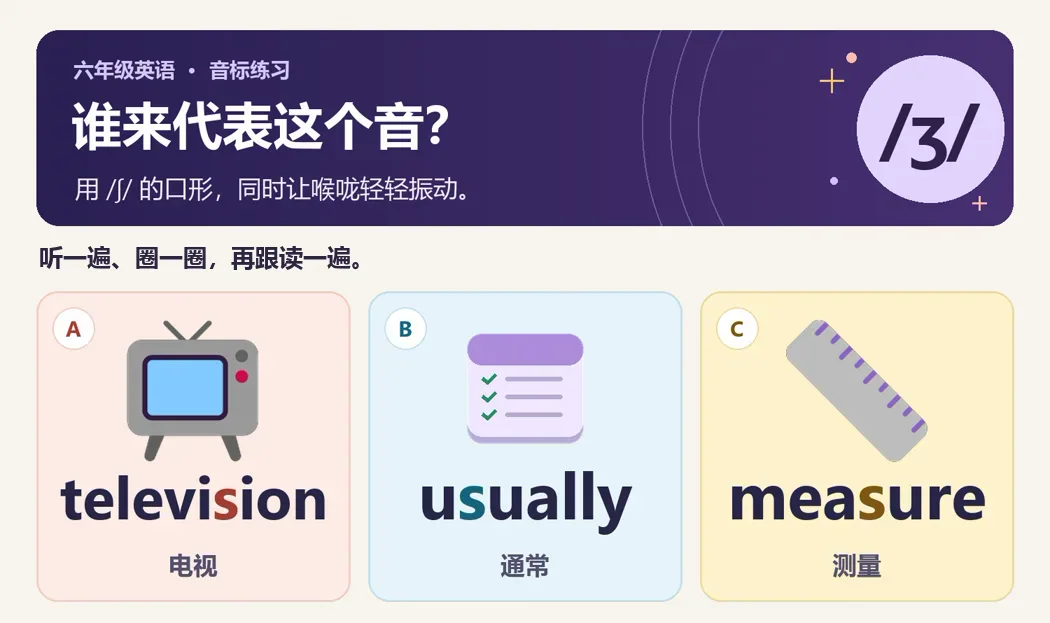 六年级英语 · 音标练习
谁来代表这个音？
用 /ʃ/ 的口形，同时让喉咙轻轻振动。
/ʒ/
听一遍、圈一圈，再跟读一遍。
A
television
电视
B
usually
通常
C
measure
测量